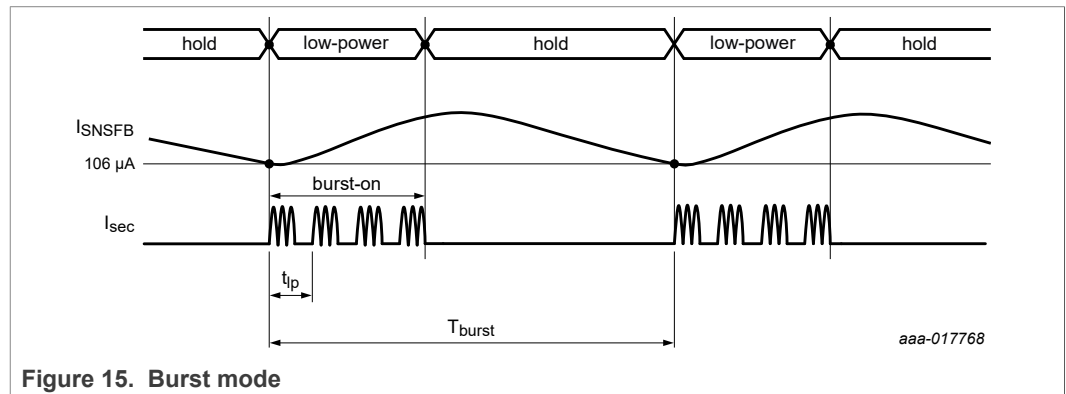 hold low-power hold low-power hold
ISNSFB
106 µA
burst-on
Isec
tlp
Tburst
aaa-017768
Figure 15. Burst mode